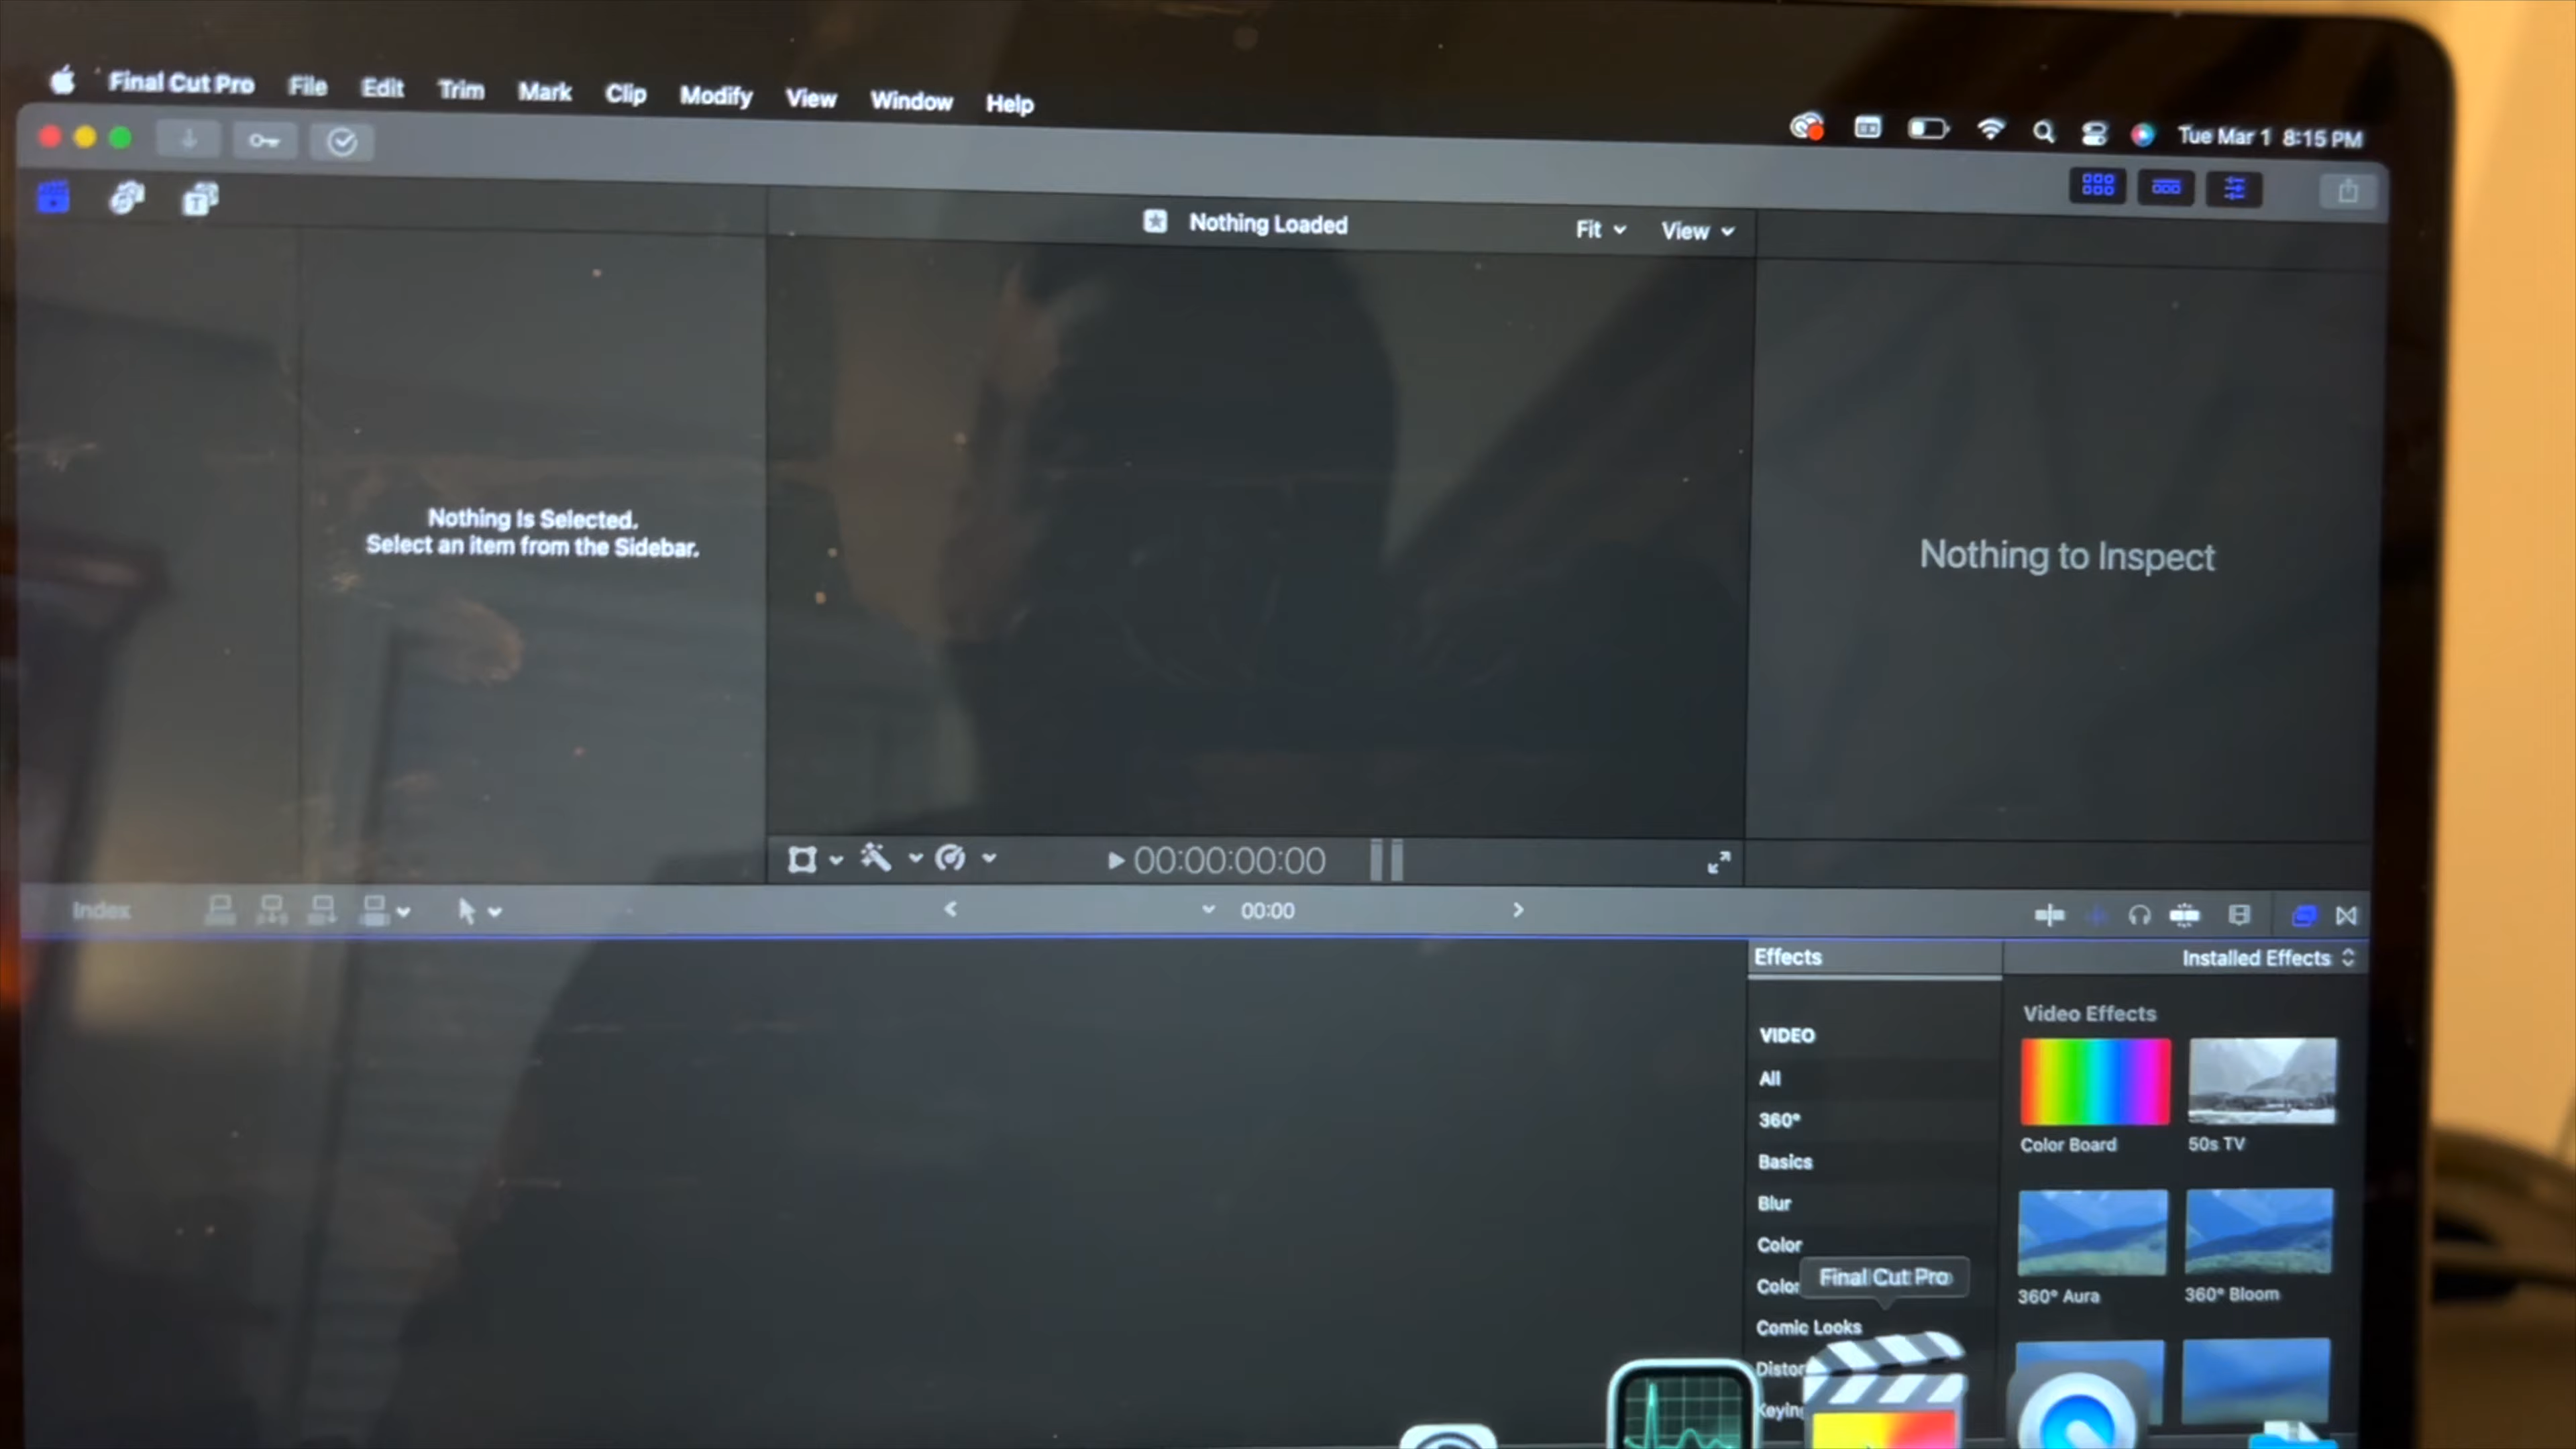 Final Cut Pro File Edit Trim Mark Clip Modify View Window Help
Tue Mar 1 8:15 PM
Nothing Loaded
Fit
View
Nothing Is Selected.
Select an item from the Sidebar.
Nothing to Inspect
00:00:00:00
Index
00:00
Effects
Installed Effects
VIDEO
All
360°
Basics
Blur
Color
Color
Comic Looks
Keying
Video Effects
Color Board
50s TV
360° Aura
360° Bloom
Final Cut Pro